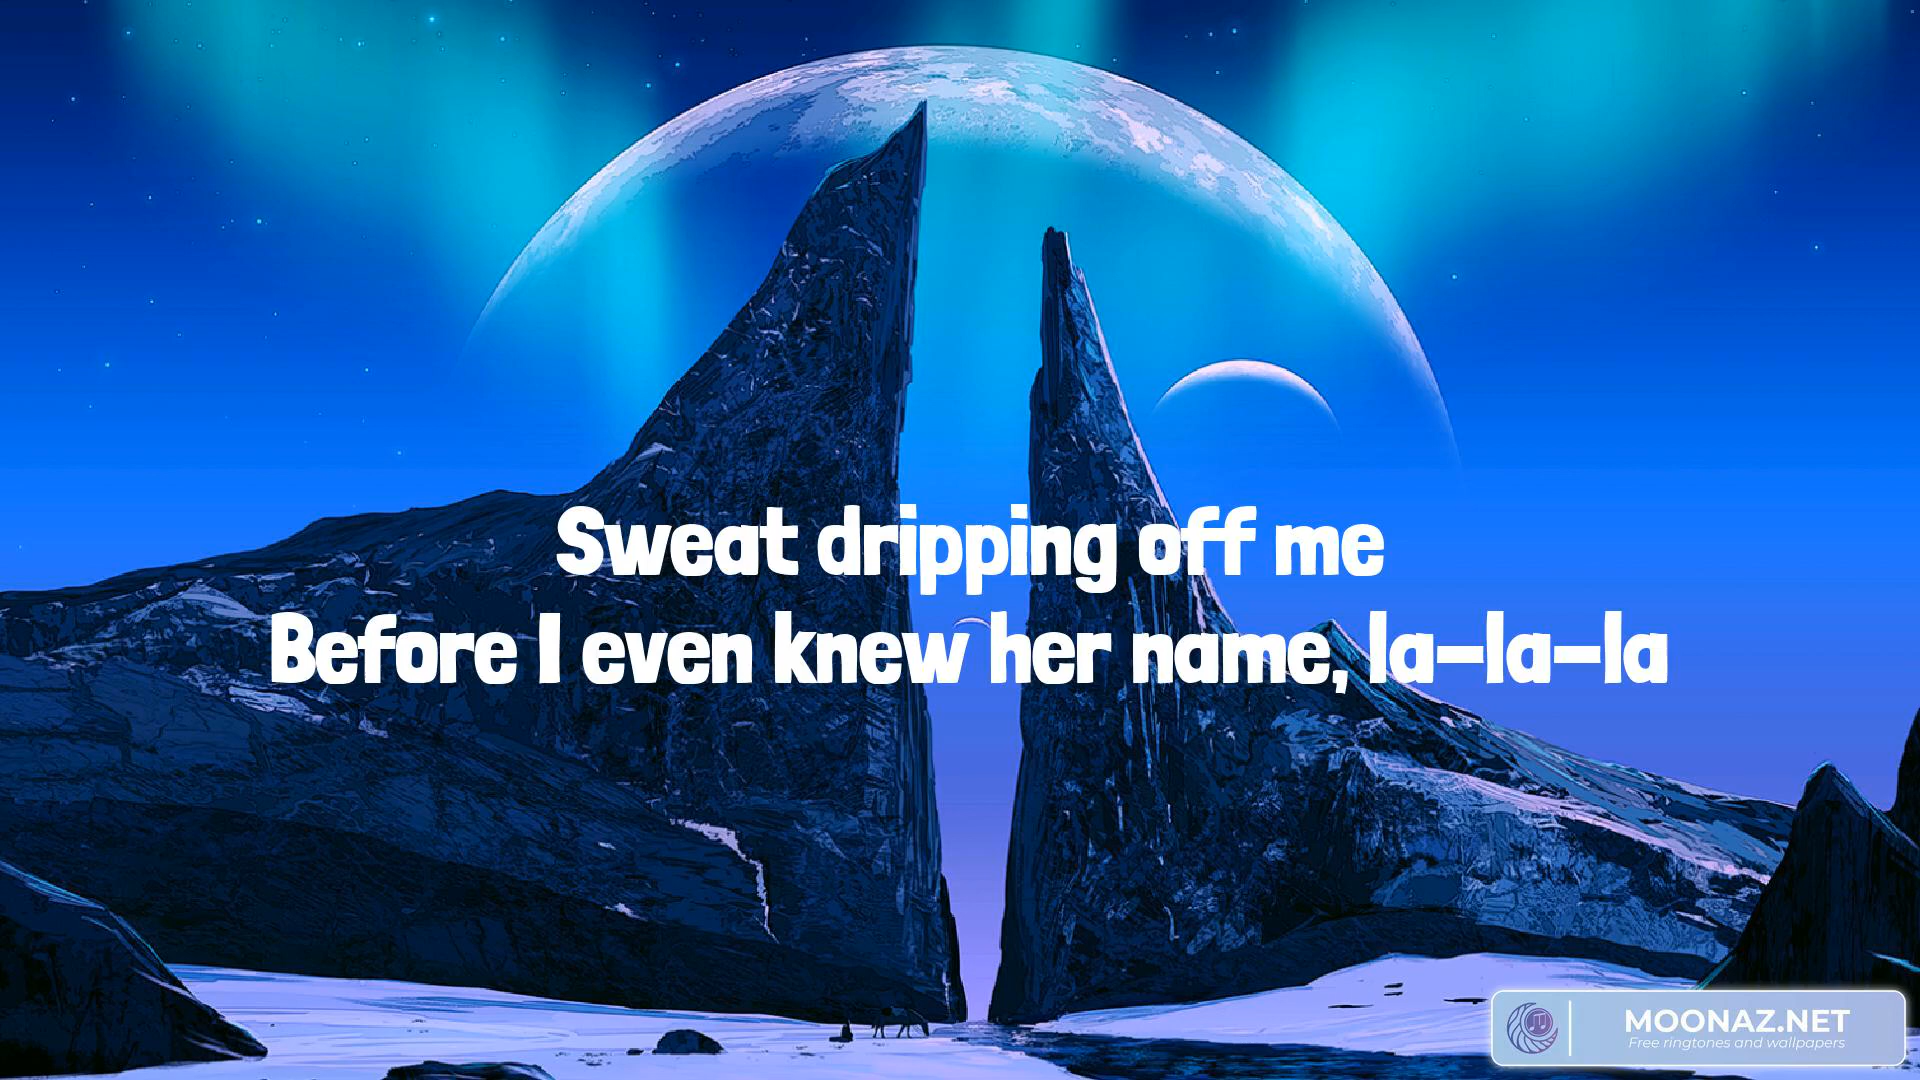 Sweat dripping off me
Before I even knew her name, la-la-la
MOONAZ.NET
Free ringtones and wallpapers